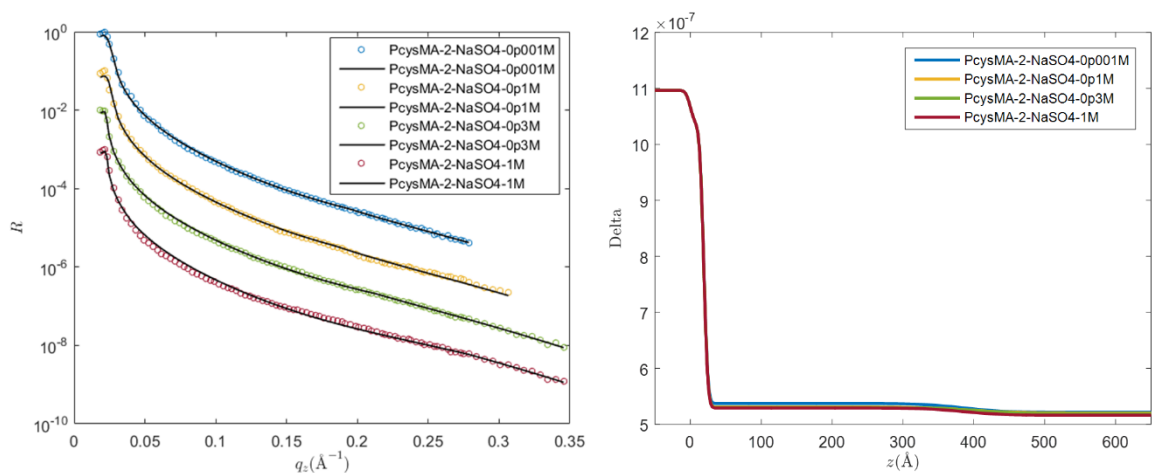 10^0
10^-2
10^-4
10^-6
10^-8
10^-10
R
0
0.05
0.1
0.15
0.2
0.25
0.3
0.35
q_z(Å^-1)
PcysMA-2-NaSO4-0p001M
PcysMA-2-NaSO4-0p001M
PcysMA-2-NaSO4-0p1M
PcysMA-2-NaSO4-0p1M
PcysMA-2-NaSO4-0p3M
PcysMA-2-NaSO4-0p3M
PcysMA-2-NaSO4-1M
PcysMA-2-NaSO4-1M
×10^-7
12
11
10
9
8
7
6
5
Delta
0
100
200
300
400
500
600
z(Å)
PcysMA-2-NaSO4-0p001M
PcysMA-2-NaSO4-0p1M
PcysMA-2-NaSO4-0p3M
PcysMA-2-NaSO4-1M